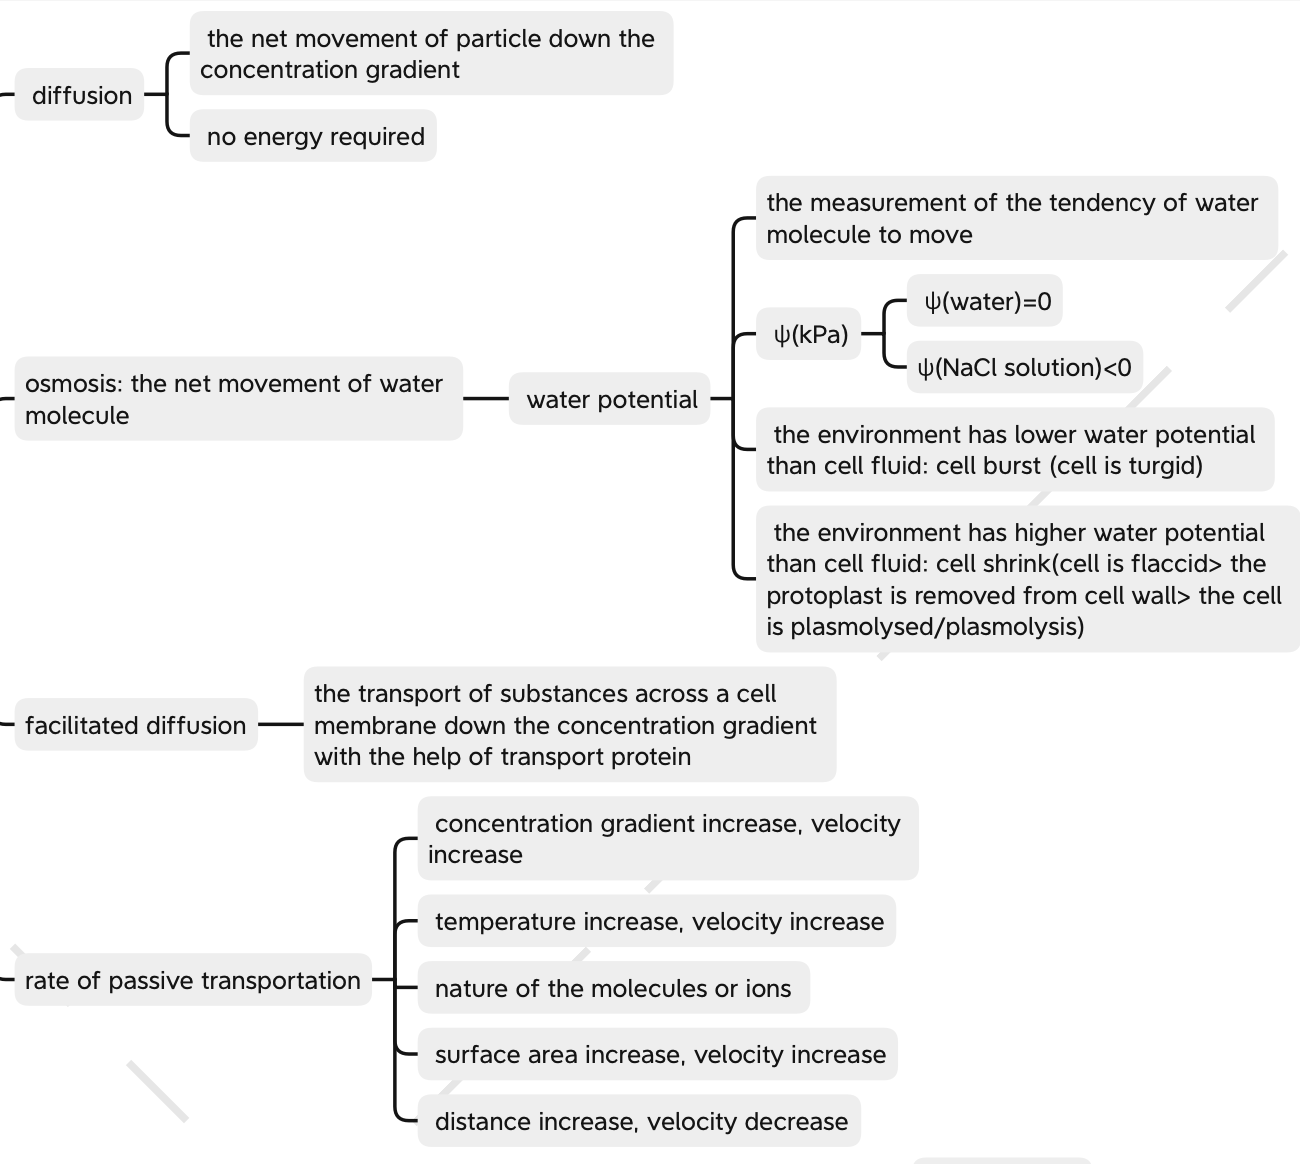 the net movement of particle down the
concentration gradient
diffusion
no energy required
the measurement of the tendency of water
molecule to move
ψ(water)=0
ψ(kPa)
ψ(NaCl solution)<0
osmosis: the net movement of water
molecule
water potential
the environment has lower water potential
than cell fluid: cell burst (cell is turgid)
the environment has higher water potential
than cell fluid: cell shrink(cell is flaccid> the
protoplast is removed from cell wall> the cell
is plasmolysed/plasmolysis)
facilitated diffusion
the transport of substances across a cell
membrane down the concentration gradient
with the help of transport protein
concentration gradient increase, velocity
increase
temperature increase, velocity increase
rate of passive transportation
nature of the molecules or ions
surface area increase, velocity increase
distance increase, velocity decrease